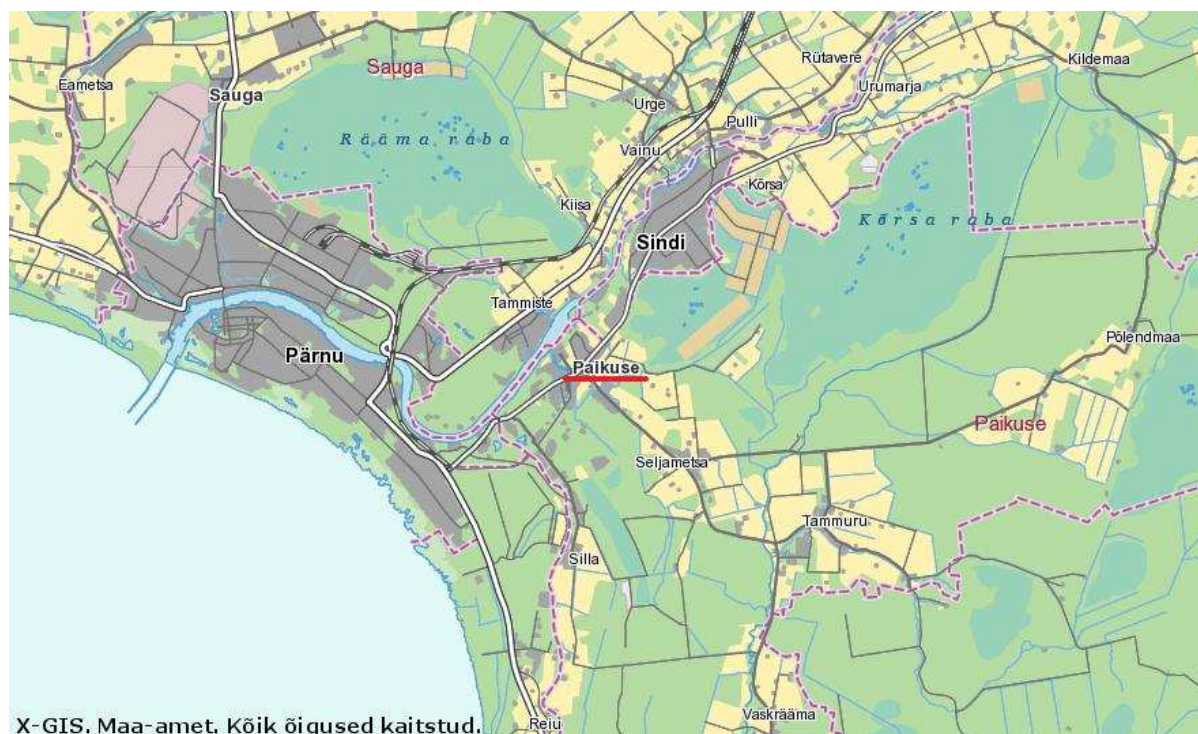 Rütavere
Kildemaa
Sauga
Eametsa
Sauga
Urumarja
Urge
Pulli
Rääma raba
Vainu
Kõrsa
Kiisa
Kõrsa raba
Sindi
Tammiste
Põlendmaa
Pärnu
Paikuse
Paikuse
Seljametsa
Tammuru
Silla
Vaskrääma
Reiu
X-GIS. Maa-amet. Kõik õigused kaitstud.